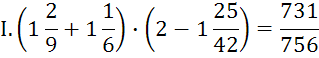 I. (1 2/9 + 1 1/6) · (2 − 1 25/42) = 731/756